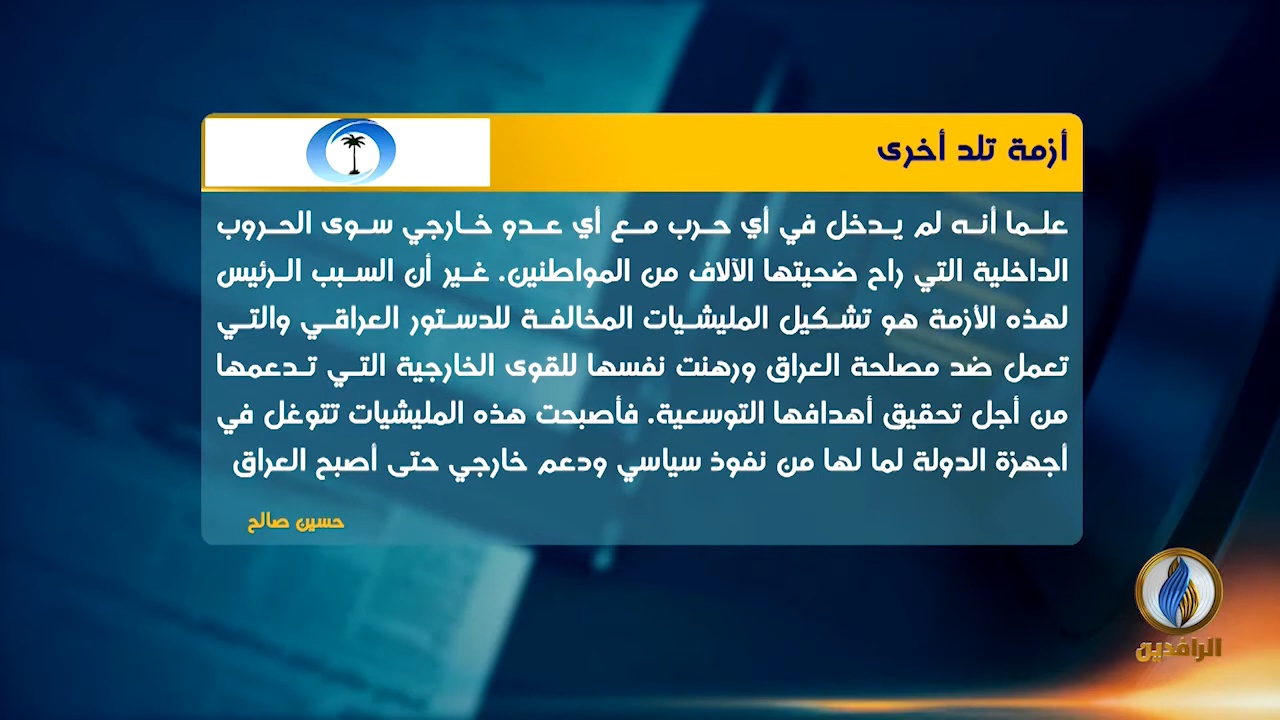 أزمة تلد أخرى
علما أنه لم يدخل في أي حرب مع أي عدو خارجي سوى الحروب
الداخلية التي راح ضحيتها الآلاف من المواطنين. غير أن السبب الرئيس
لهذه الأزمة هو تشكيل المليشيات المخالفة للدستور العراقي والتي
تعمل ضد مصلحة العراق ورهنت نفسها للقوى الخارجية التي تدعمها
من أجل تحقيق أهدافها التوسعية. فأصبحت هذه المليشيات تتوغل في
أجهزة الدولة لما لها من نفوذ سياسي ودعم خارجي حتى أصبح العراق
حسين صالح
الرافدين